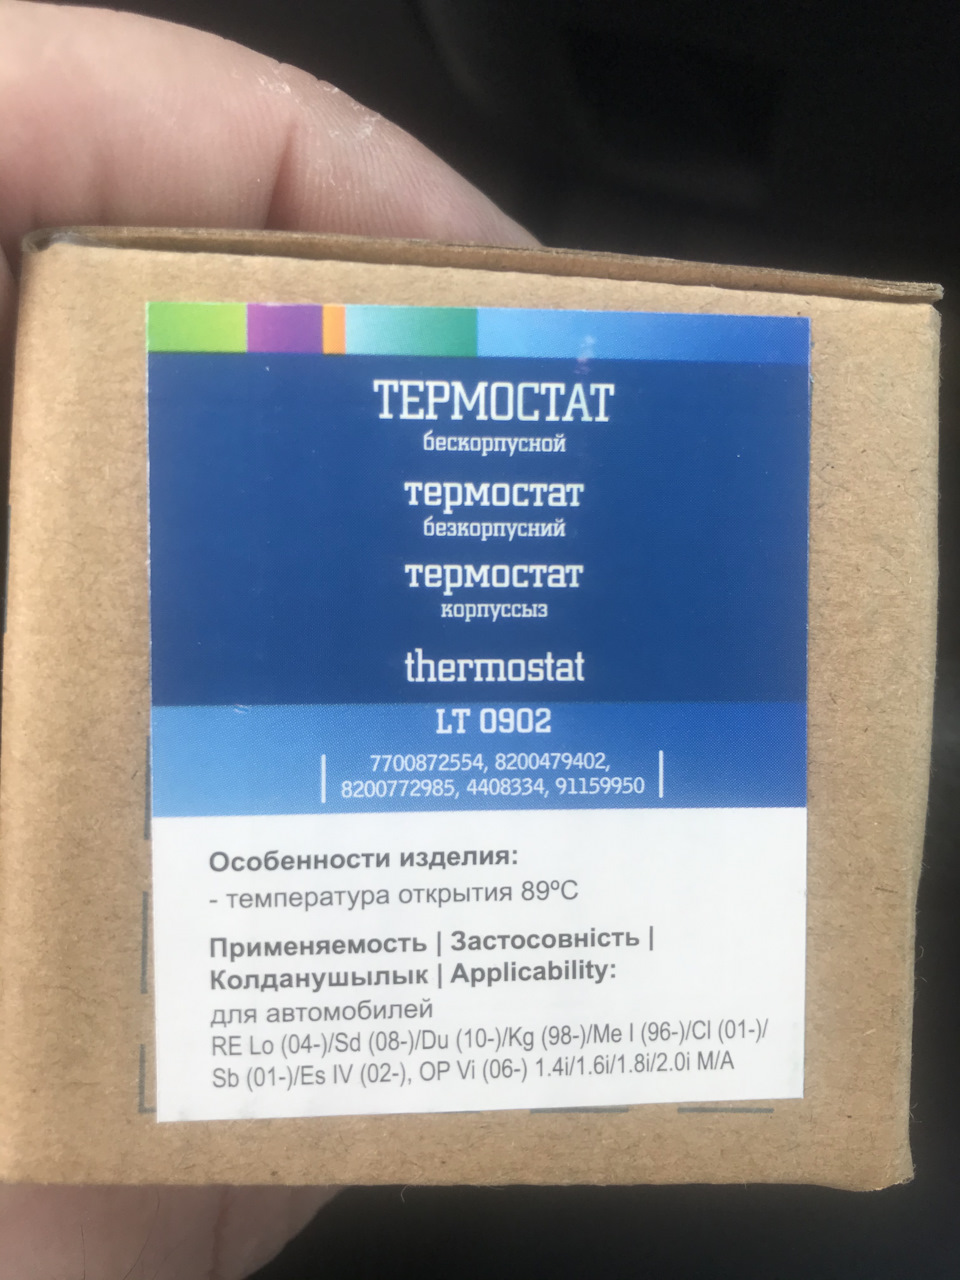 ТЕРМОСТАТ
бескорпусной
термостат
безкорпусний
термостат
корпуссыз
thermostat
LT 0902
7700872554, 8200479402,
8200772985, 4408334, 91159950
Особенности изделия:
- температура открытия 89ºС
Применяемость | Застосовність |
Колданушылык | Applicability:
для автомобилей
RE Lo (04-)/Sd (08-)/Du (10-)/Kg (98-)/Me I (96-)/Cl (01-)/
Sb (01-)/Es IV (02-), OP Vi (06-) 1.4i/1.6i/1.8i/2.0i M/A